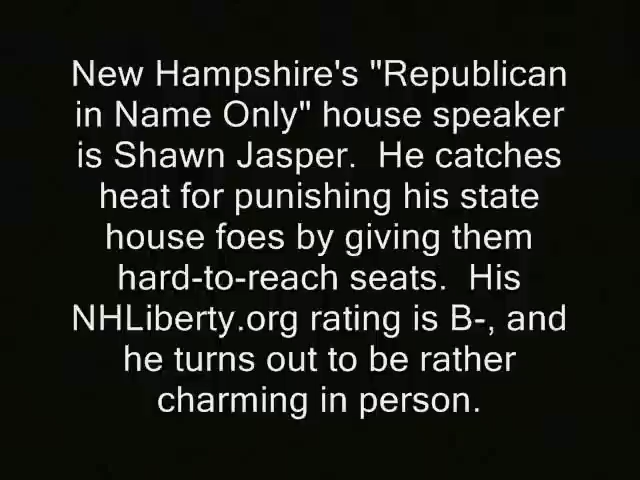 New Hampshire's "Republican
in Name Only" house speaker
is Shawn Jasper.  He catches
heat for punishing his state
house foes by giving them
hard-to-reach seats.  His
NHLiberty.org rating is B-, and
he turns out to be rather
charming in person.